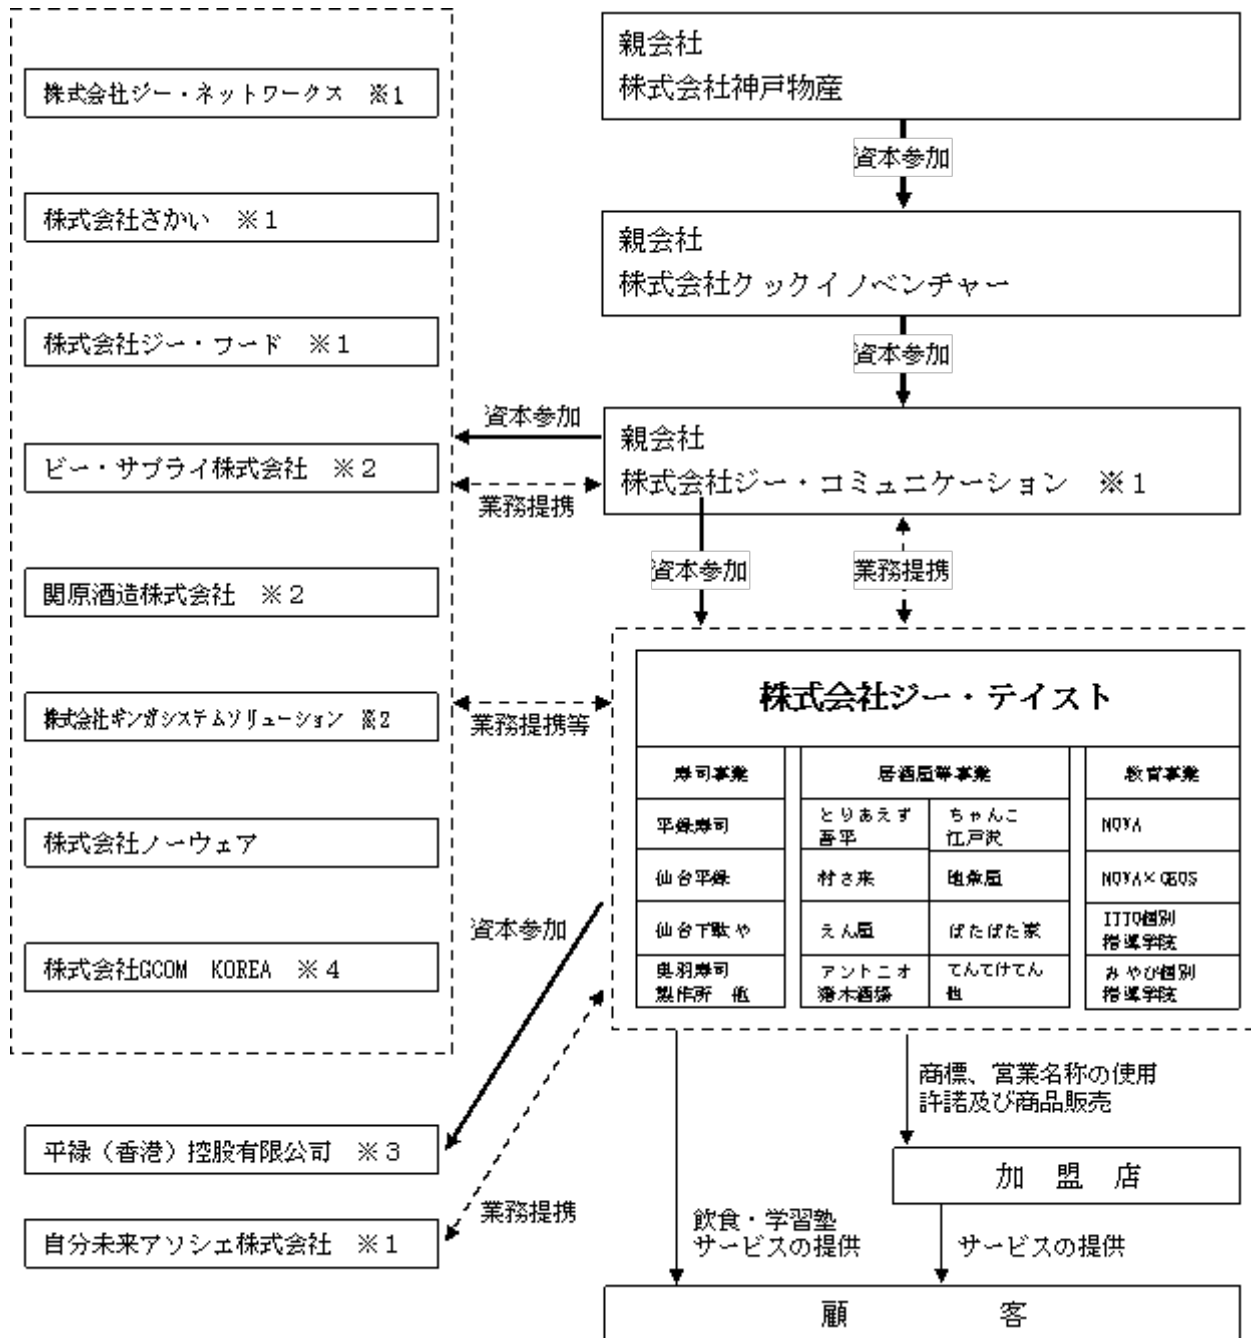 株式会社ジー・ネットワークス ※1
株式会社さかい ※1
株式会社ジー・フード ※1
ビー・サプライ株式会社 ※2
関原酒造株式会社 ※2
株式会社ギンガシステムソリューション ※2
株式会社ノーウェア
株式会社GCOM KOREA ※4
平禄(香港)控股有限公司 ※3
自分未来アソシエ株式会社 ※1
親会社
株式会社神戸物産
資本参加
親会社
株式会社クックイノベンチャー
資本参加
親会社
株式会社ジー・コミュニケーション ※1
資本参加
業務提携
資本参加
業務提携
業務提携等
資本参加
業務提携
株式会社ジー・テイスト
寿司事業
居酒屋等事業
教育事業
平禄寿司
とりあえず
吾平
ちゃんこ
江戸沢
NOVA
仙台平禄
村さ来
地魚屋
NOVA×GEOS
仙台下駄や
えん屋
ぱたぱた家
ITTO個別
指導学院
奥羽寿司
製作所 他
アントニオ
猪木酒場
てんてけてん
他
みやび個別
指導学院
商標、営業名称の使用
許諾及び商品販売
加盟店
飲食・学習塾
サービスの提供
サービスの提供
顧客